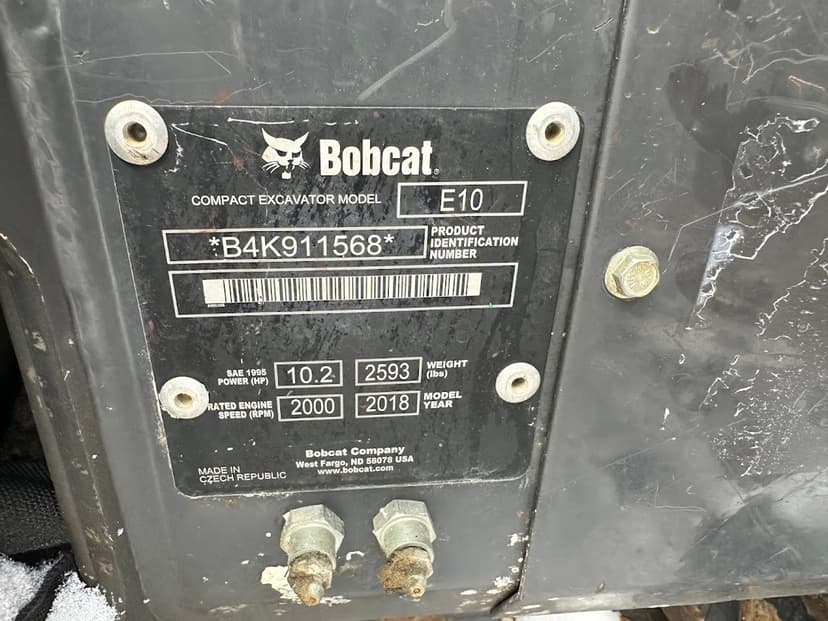 Bobcat®
COMPACT EXCAVATOR MODEL E10
*B4K911568* PRODUCT
IDENTIFICATION
NUMBER
SAE 1995
POWER (HP) 10.2 2593 WEIGHT
(lbs)
RATED ENGINE
SPEED (RPM) 2000 2018 MODEL
YEAR
Bobcat Company
West Fargo, ND 58078 USA
www.bobcat.com
MADE IN
CZECH REPUBLIC